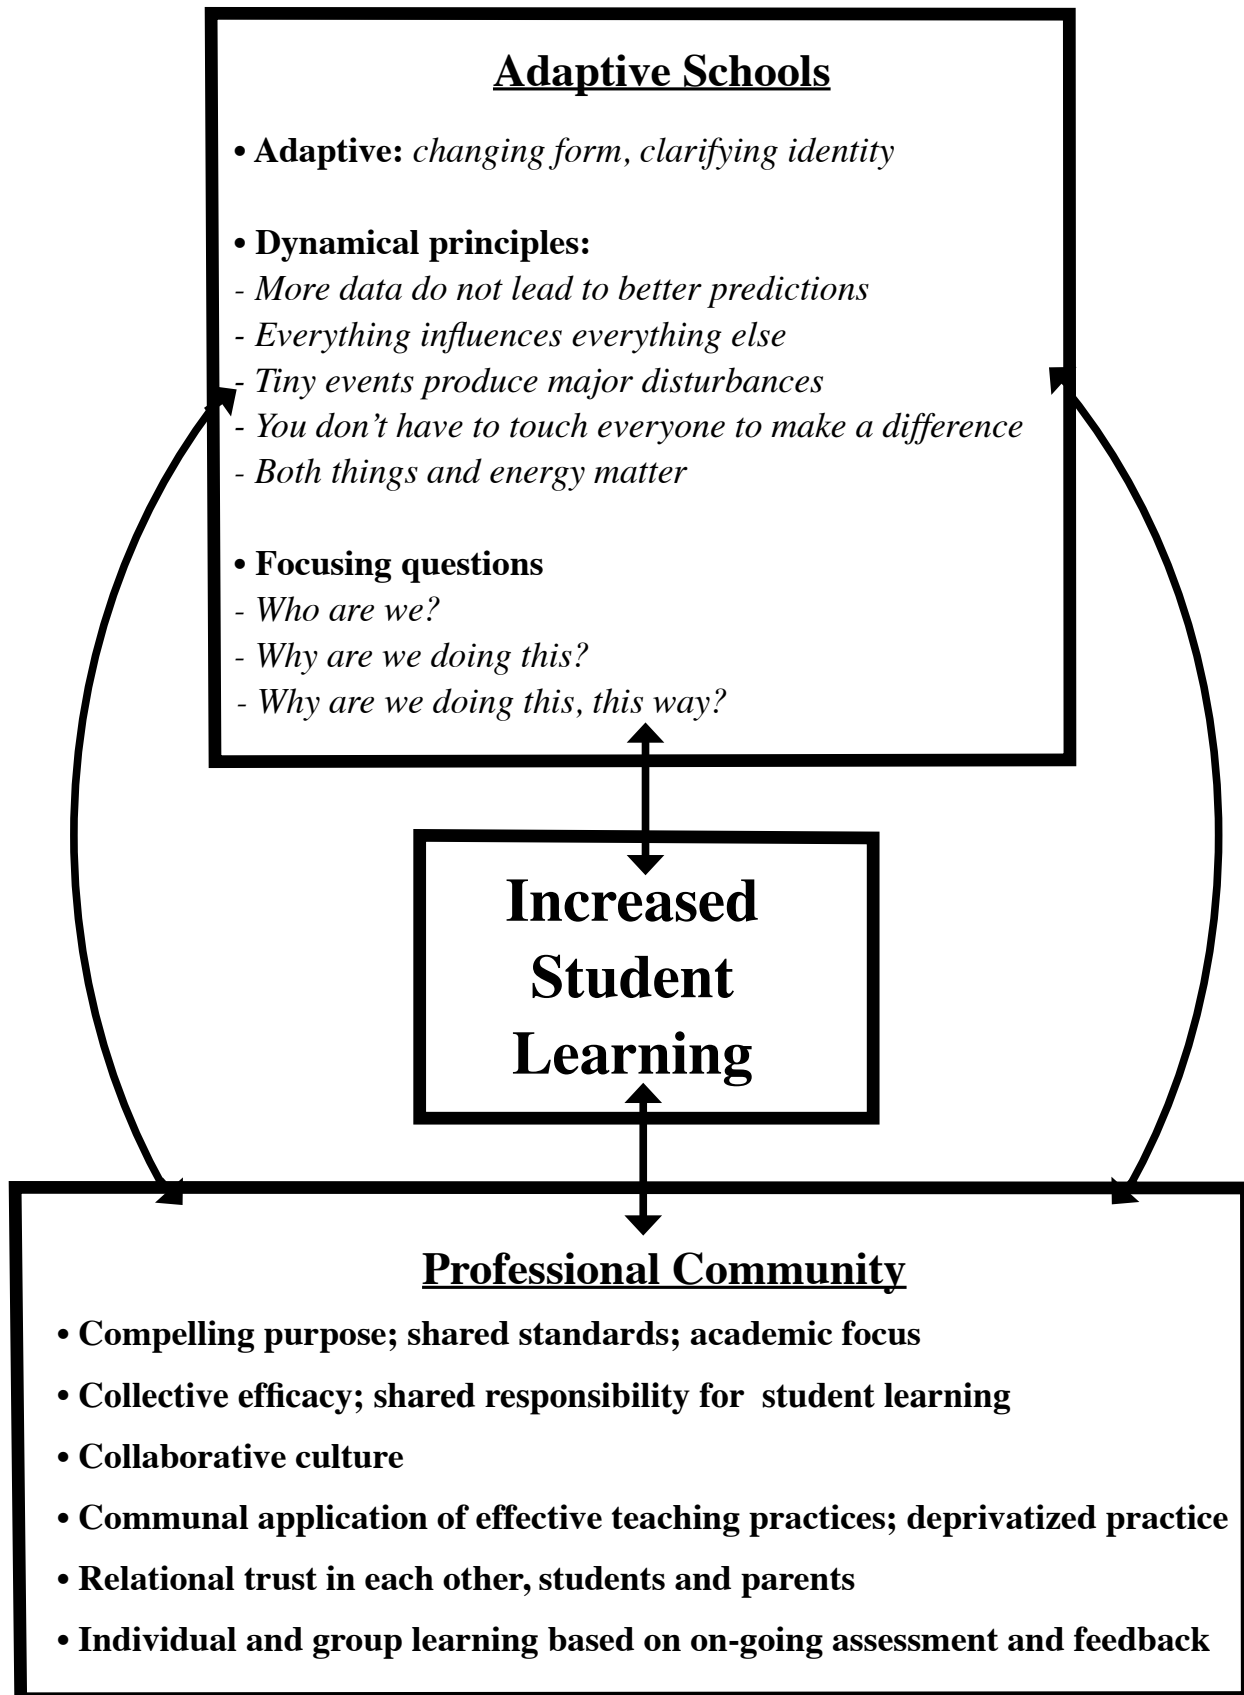 Adaptive Schools
• Adaptive: changing form, clarifying identity
• Dynamical principles:
- More data do not lead to better predictions
- Everything influences everything else
- Tiny events produce major disturbances
- You don’t have to touch everyone to make a difference
- Both things and energy matter
• Focusing questions
- Who are we?
- Why are we doing this?
- Why are we doing this, this way?
Increased
Student
Learning
Professional Community
• Compelling purpose; shared standards; academic focus
• Collective efficacy; shared responsibility for  student learning
• Collaborative culture
• Communal application of effective teaching practices; deprivatized practice
• Relational trust in each other, students and parents
• Individual and group learning based on on-going assessment and feedback